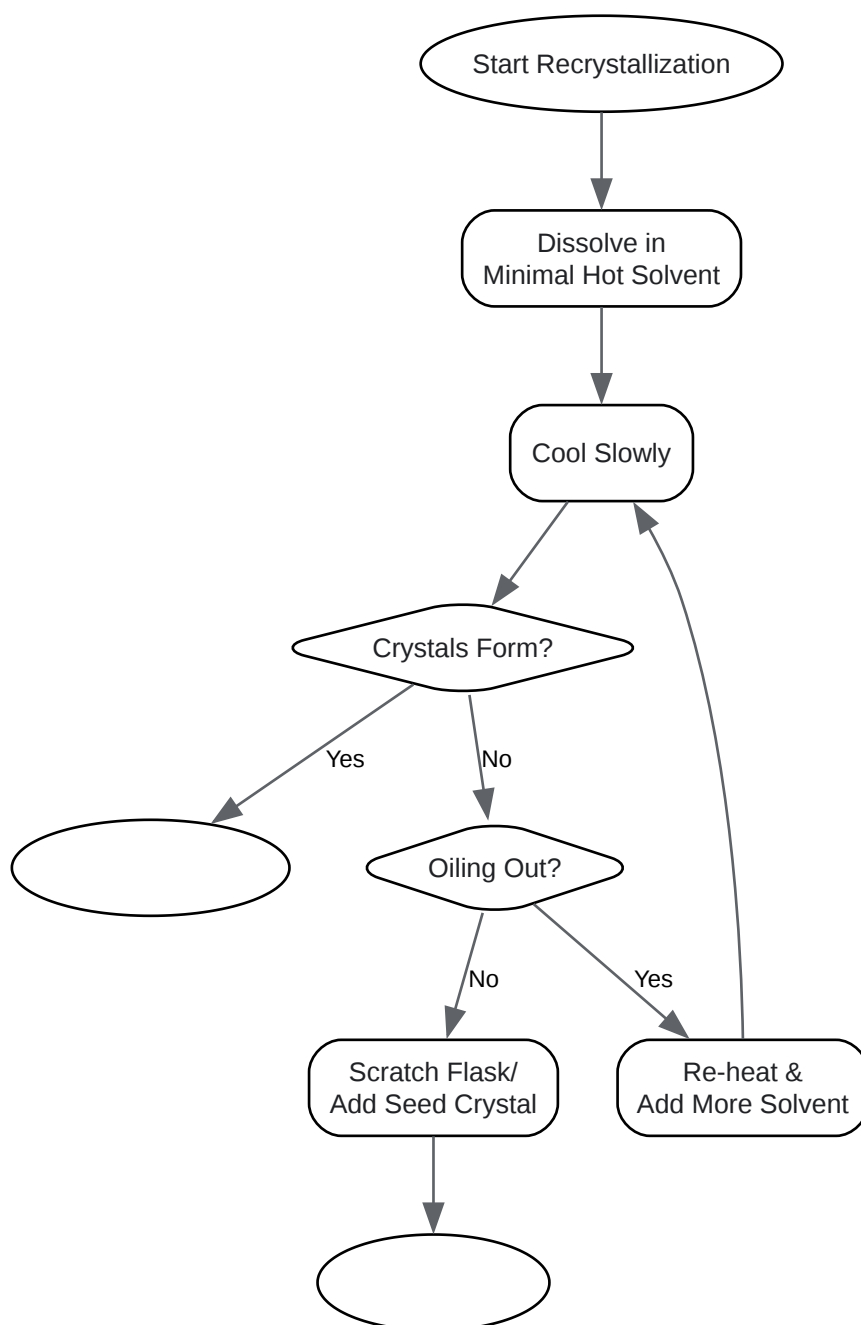 Start Recrystallization
Dissolve in
Minimal Hot Solvent
Cool Slowly
Crystals Form?
Yes
No
Oiling Out?
No
Yes
Scratch Flask/
Add Seed Crystal
Re-heat &
Add More Solvent